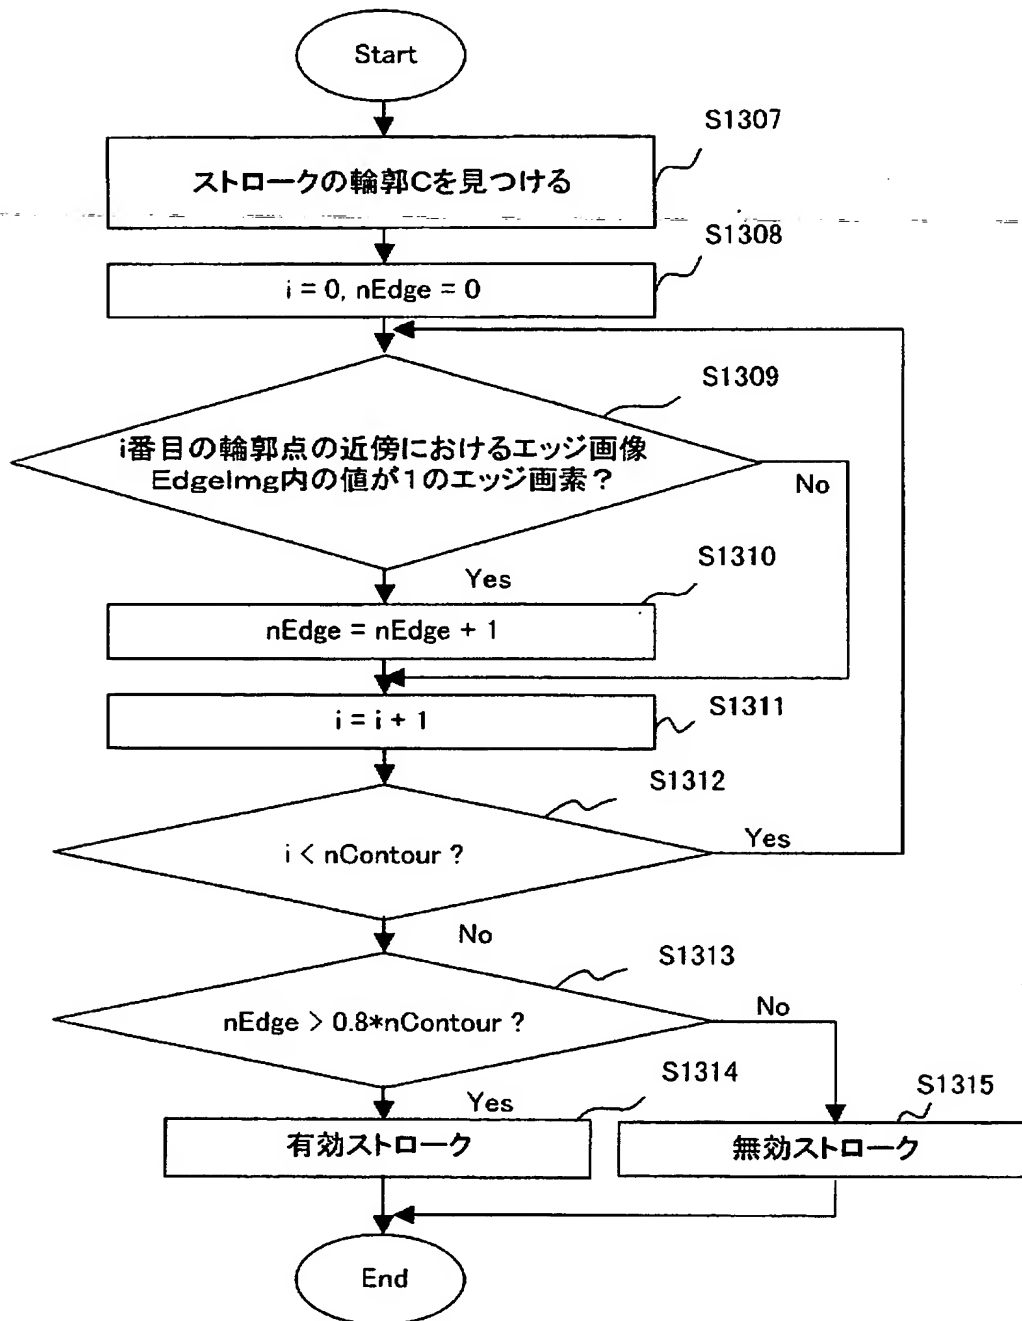 Start
S1307
ストロークの輪郭Cを見つける
S1308
i = 0, nEdge = 0
S1309
i番目の輪郭点の近傍におけるエッジ画像
EdgeImg内の値が1のエッジ画素？
No
S1310
Yes
nEdge = nEdge + 1
S1311
i = i + 1
S1312
i < nContour ?
Yes
No
S1313
nEdge > 0.8*nContour ?
No
S1314
Yes
S1315
有効ストローク
無効ストローク
End